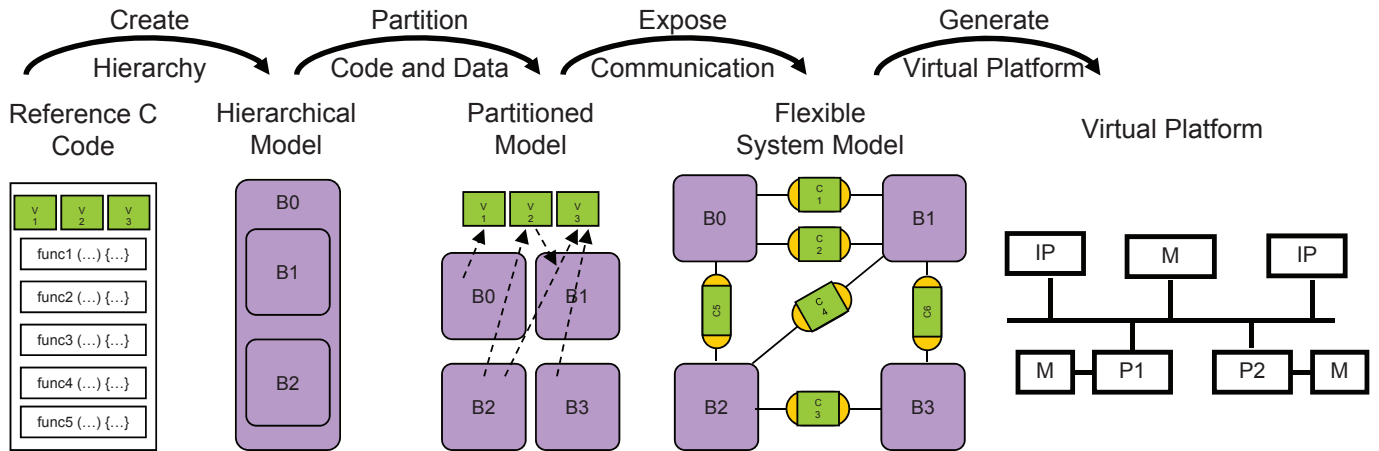 Create
Hierarchy
Partition
Code and Data
Expose
Communication
Generate
Virtual Platform
Reference C
Code
Hierarchical
Model
Partitioned
Model
Flexible
System Model
Virtual Platform
V
1
V
2
V
3
func1 (...) {...}
func2 (...) {...}
func3 (...) {...}
func4 (...) {...}
func5 (...) {...}
B0
B1
B2
V
1
V
2
V
3
B0
B1
B2
B3
B0
C
1
B1
C
2
C5
C
4
C6
B2
C
3
B3
IP
M
IP
M
P1
P2
M